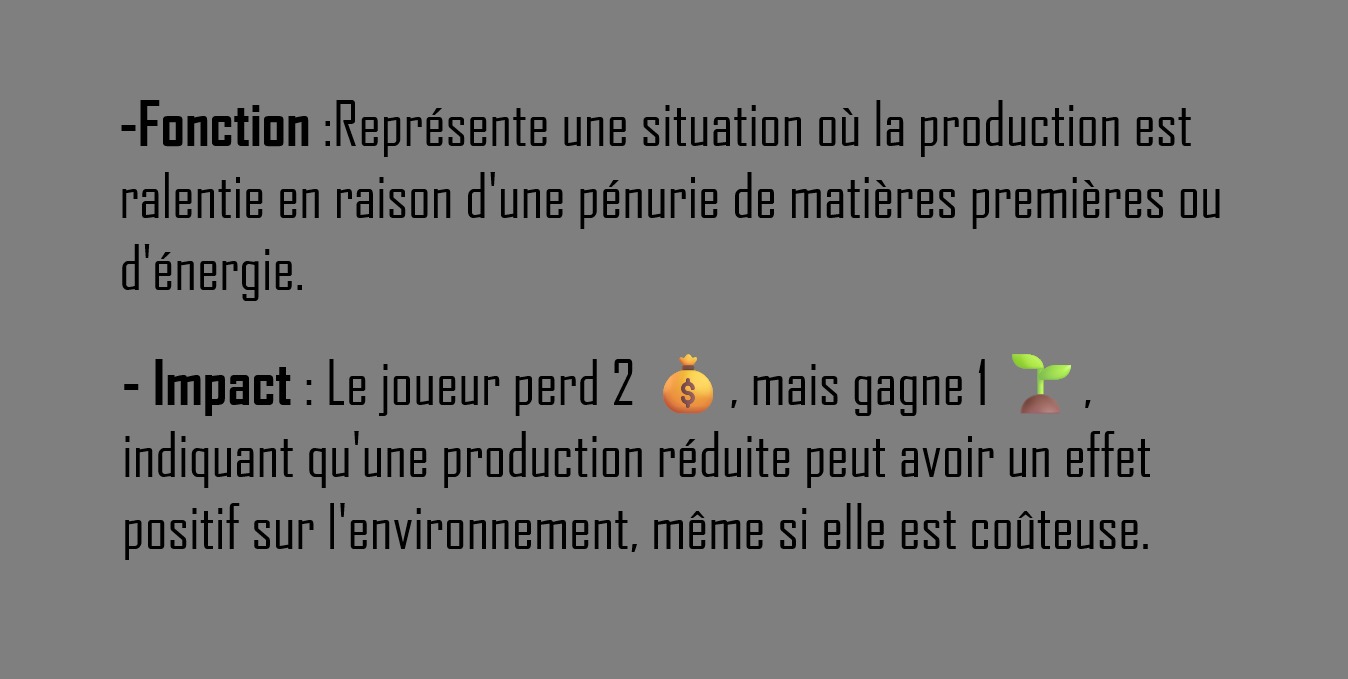 -Fonction :Représente une situation où la production est
ralentie en raison d'une pénurie de matières premières ou
d'énergie.
- Impact : Le joueur perd 2 💰 , mais gagne 1 🌱 ,
indiquant qu'une production réduite peut avoir un effet
positif sur l'environnement, même si elle est coûteuse.